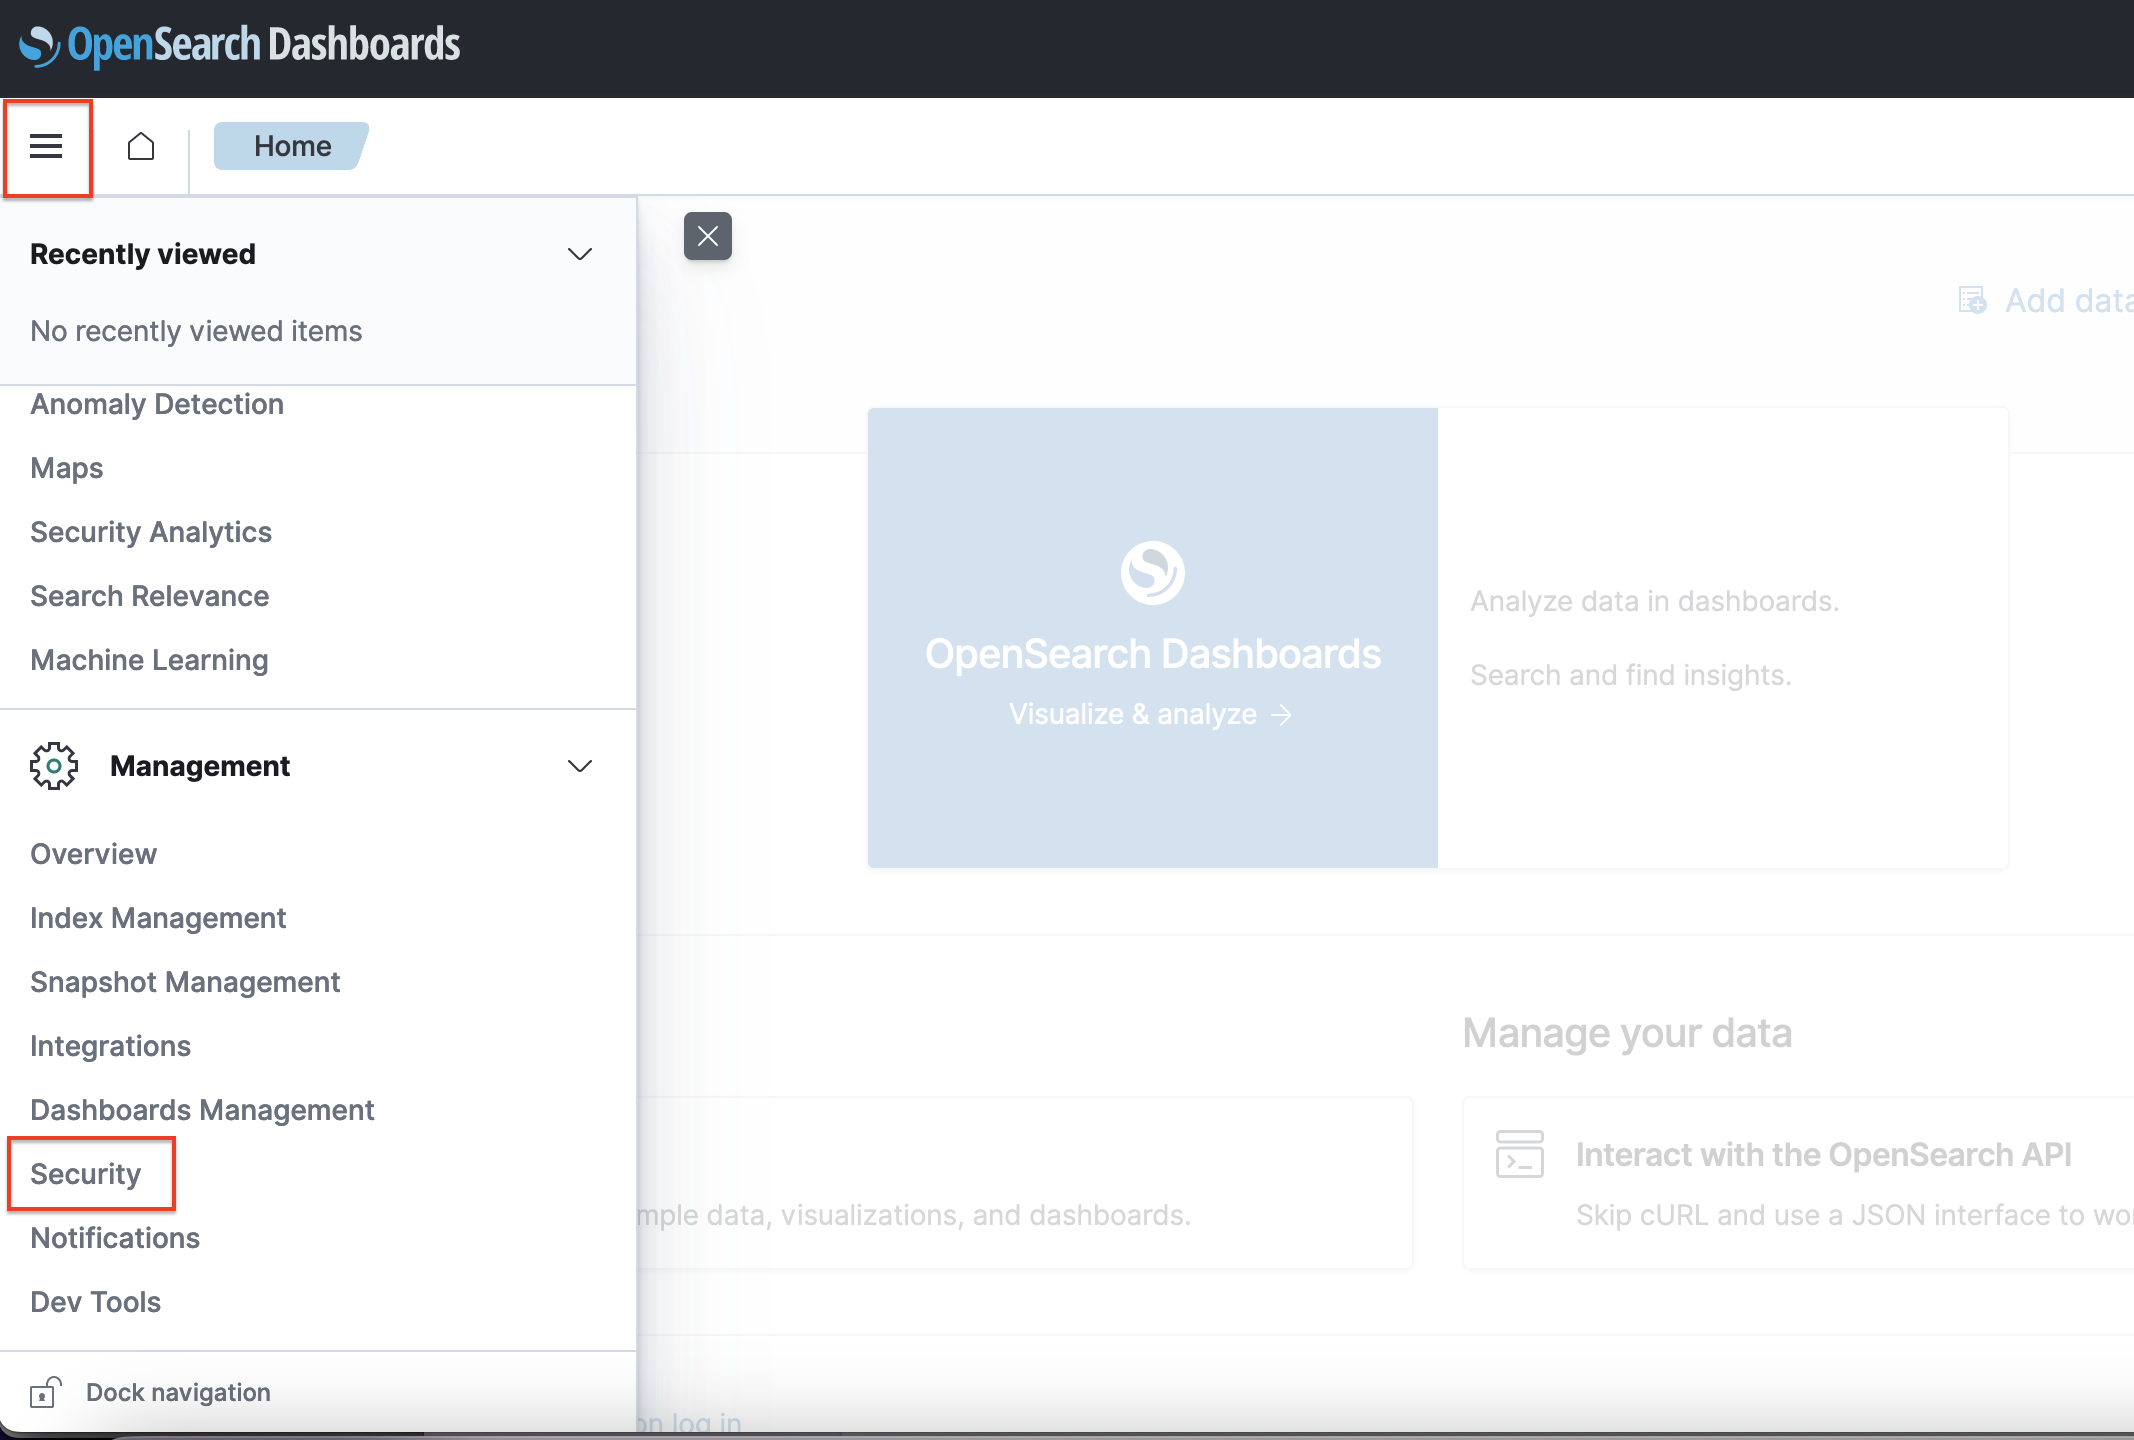 OpenSearch Dashboards
Home
Recently viewed
No recently viewed items
Anomaly Detection
Maps
Security Analytics
Search Relevance
Machine Learning
Management
Overview
Index Management
Snapshot Management
Integrations
Dashboards Management
Security
Notifications
Dev Tools
Dock navigation
Add data
OpenSearch Dashboards
Visualize & analyze →
Analyze data in dashboards.
Search and find insights.
Manage your data
mple data, visualizations, and dashboards.
Interact with the OpenSearch API
Skip cURL and use a JSON interface to wor
on log in